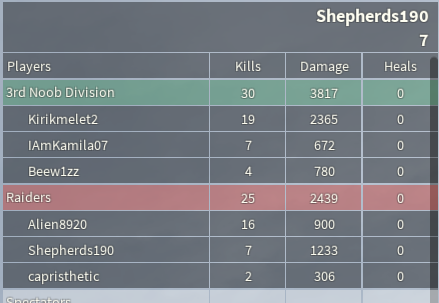 Shepherds190
7
Players Kills Damage Heals
3rd Noob Division 30 3817 0
Kirikmelet2 19 2365 0
IAmKamila07 7 672 0
Beew1zz 4 780 0
Raiders 25 2439 0
Alien8920 16 900 0
Shepherds190 7 1233 0
capristhetic 2 306 0
Spectators